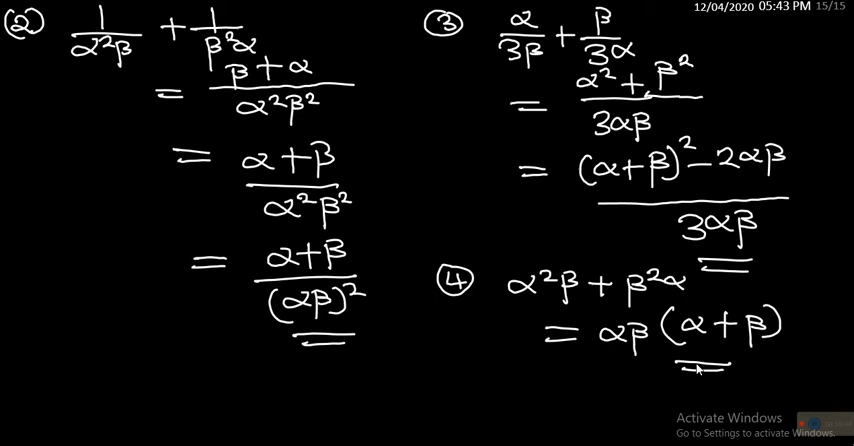 12/04/2020 05:43 PM 15/15
② 1/α²β + 1/β²α
= β + α / α²β²
= α + β / α²β²
= α + β / (αβ)²
③ α/3β + β/3α
= α² + β² / 3αβ
= (α + β)² – 2αβ / 3αβ
④ α²β + β²α
= αβ (α + β)
Activate Windows
Go to Settings to activate Windows.